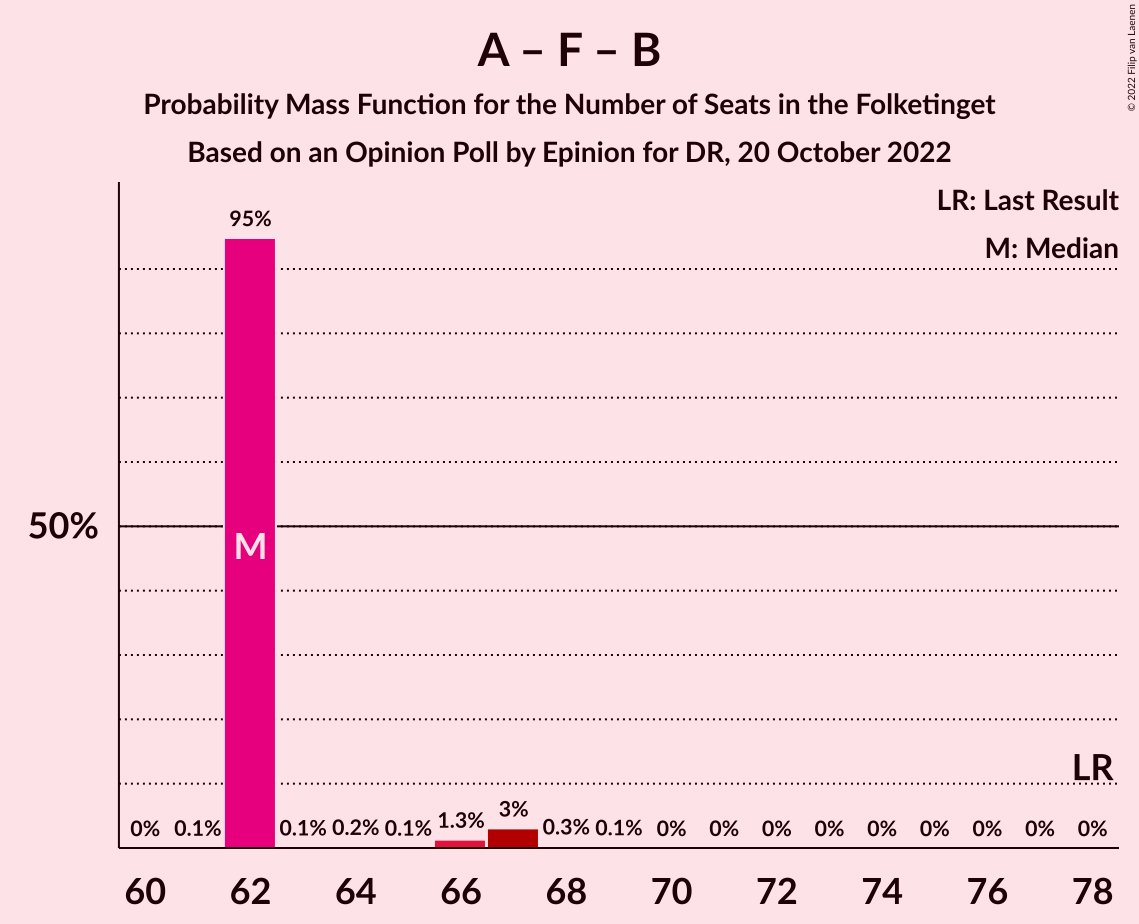 A – F – B
Probability Mass Function for the Number of Seats in the Folketinget
Based on an Opinion Poll by Epinion for DR, 20 October 2022
© 2022 Filip van Laenen
LR: Last Result
M: Median
95%
50%
M
LR
0% 0.1% 0.1% 0.2% 0.1% 1.3% 3% 0.3% 0.1% 0% 0% 0% 0% 0% 0% 0% 0% 0%
60 62 64 66 68 70 72 74 76 78